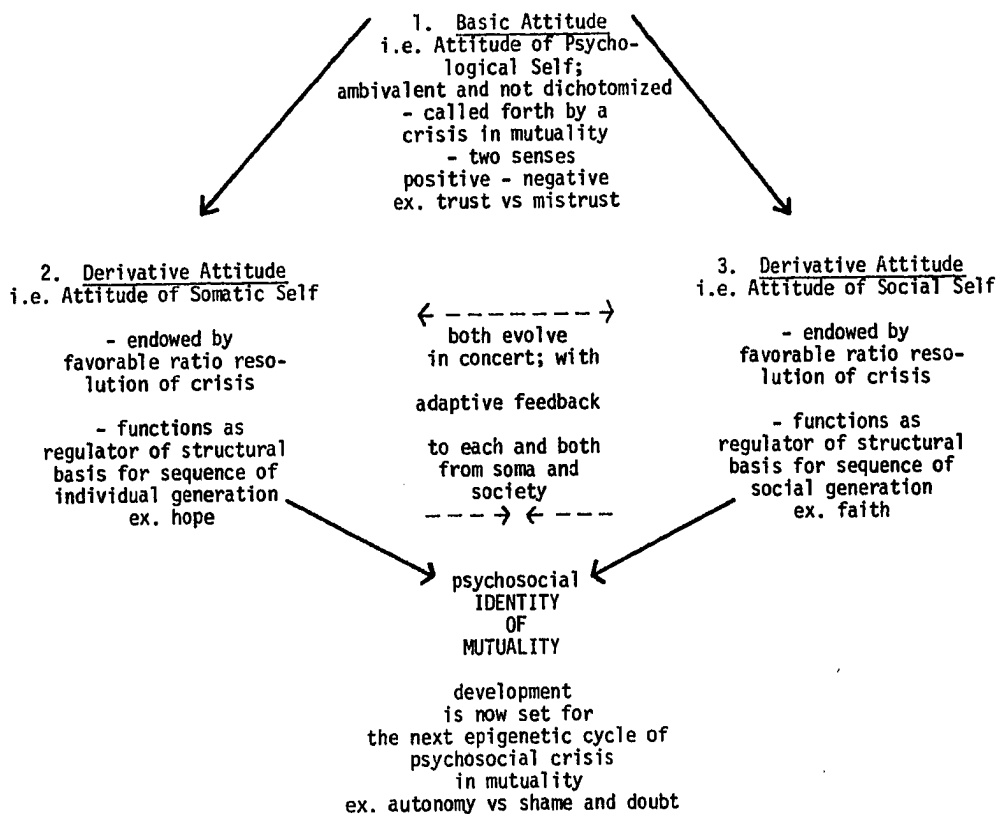 1. Basic Attitude
i.e. Attitude of Psycho-
logical Self;
ambivalent and not dichotomized
- called forth by a
crisis in mutuality
- two senses
positive - negative
ex. trust vs mistrust
2. Derivative Attitude
i.e. Attitude of Somatic Self
- endowed by
favorable ratio reso-
lution of crisis
- functions as
regulator of structural
basis for sequence of
individual generation
ex. hope
both evolve
in concert; with
adaptive feedback
to each and both
from soma and
society
3. Derivative Attitude
i.e. Attitude of Social Self
- endowed by
favorable ratio reso-
lution of crisis
- functions as
regulator of structural
basis for sequence of
social generation
ex. faith
psychosocial
IDENTITY
OF
MUTUALITY
development
is now set for
the next epigenetic cycle of
psychosocial crisis
in mutuality
ex. autonomy vs shame and doubt